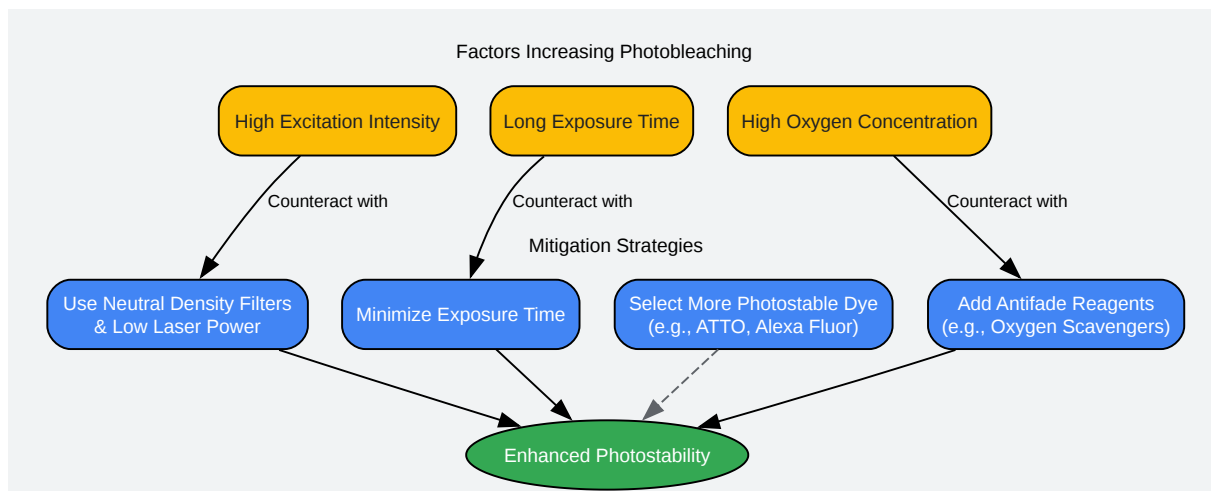 Factors Increasing Photobleaching
High Excitation Intensity
Long Exposure Time
High Oxygen Concentration
Counteract with
Counteract with
Counteract with
Mitigation Strategies
Use Neutral Density Filters
& Low Laser Power
Minimize Exposure Time
Select More Photostable Dye
(e.g., ATTO, Alexa Fluor)
Add Antifade Reagents
(e.g., Oxygen Scavengers)
Enhanced Photostability